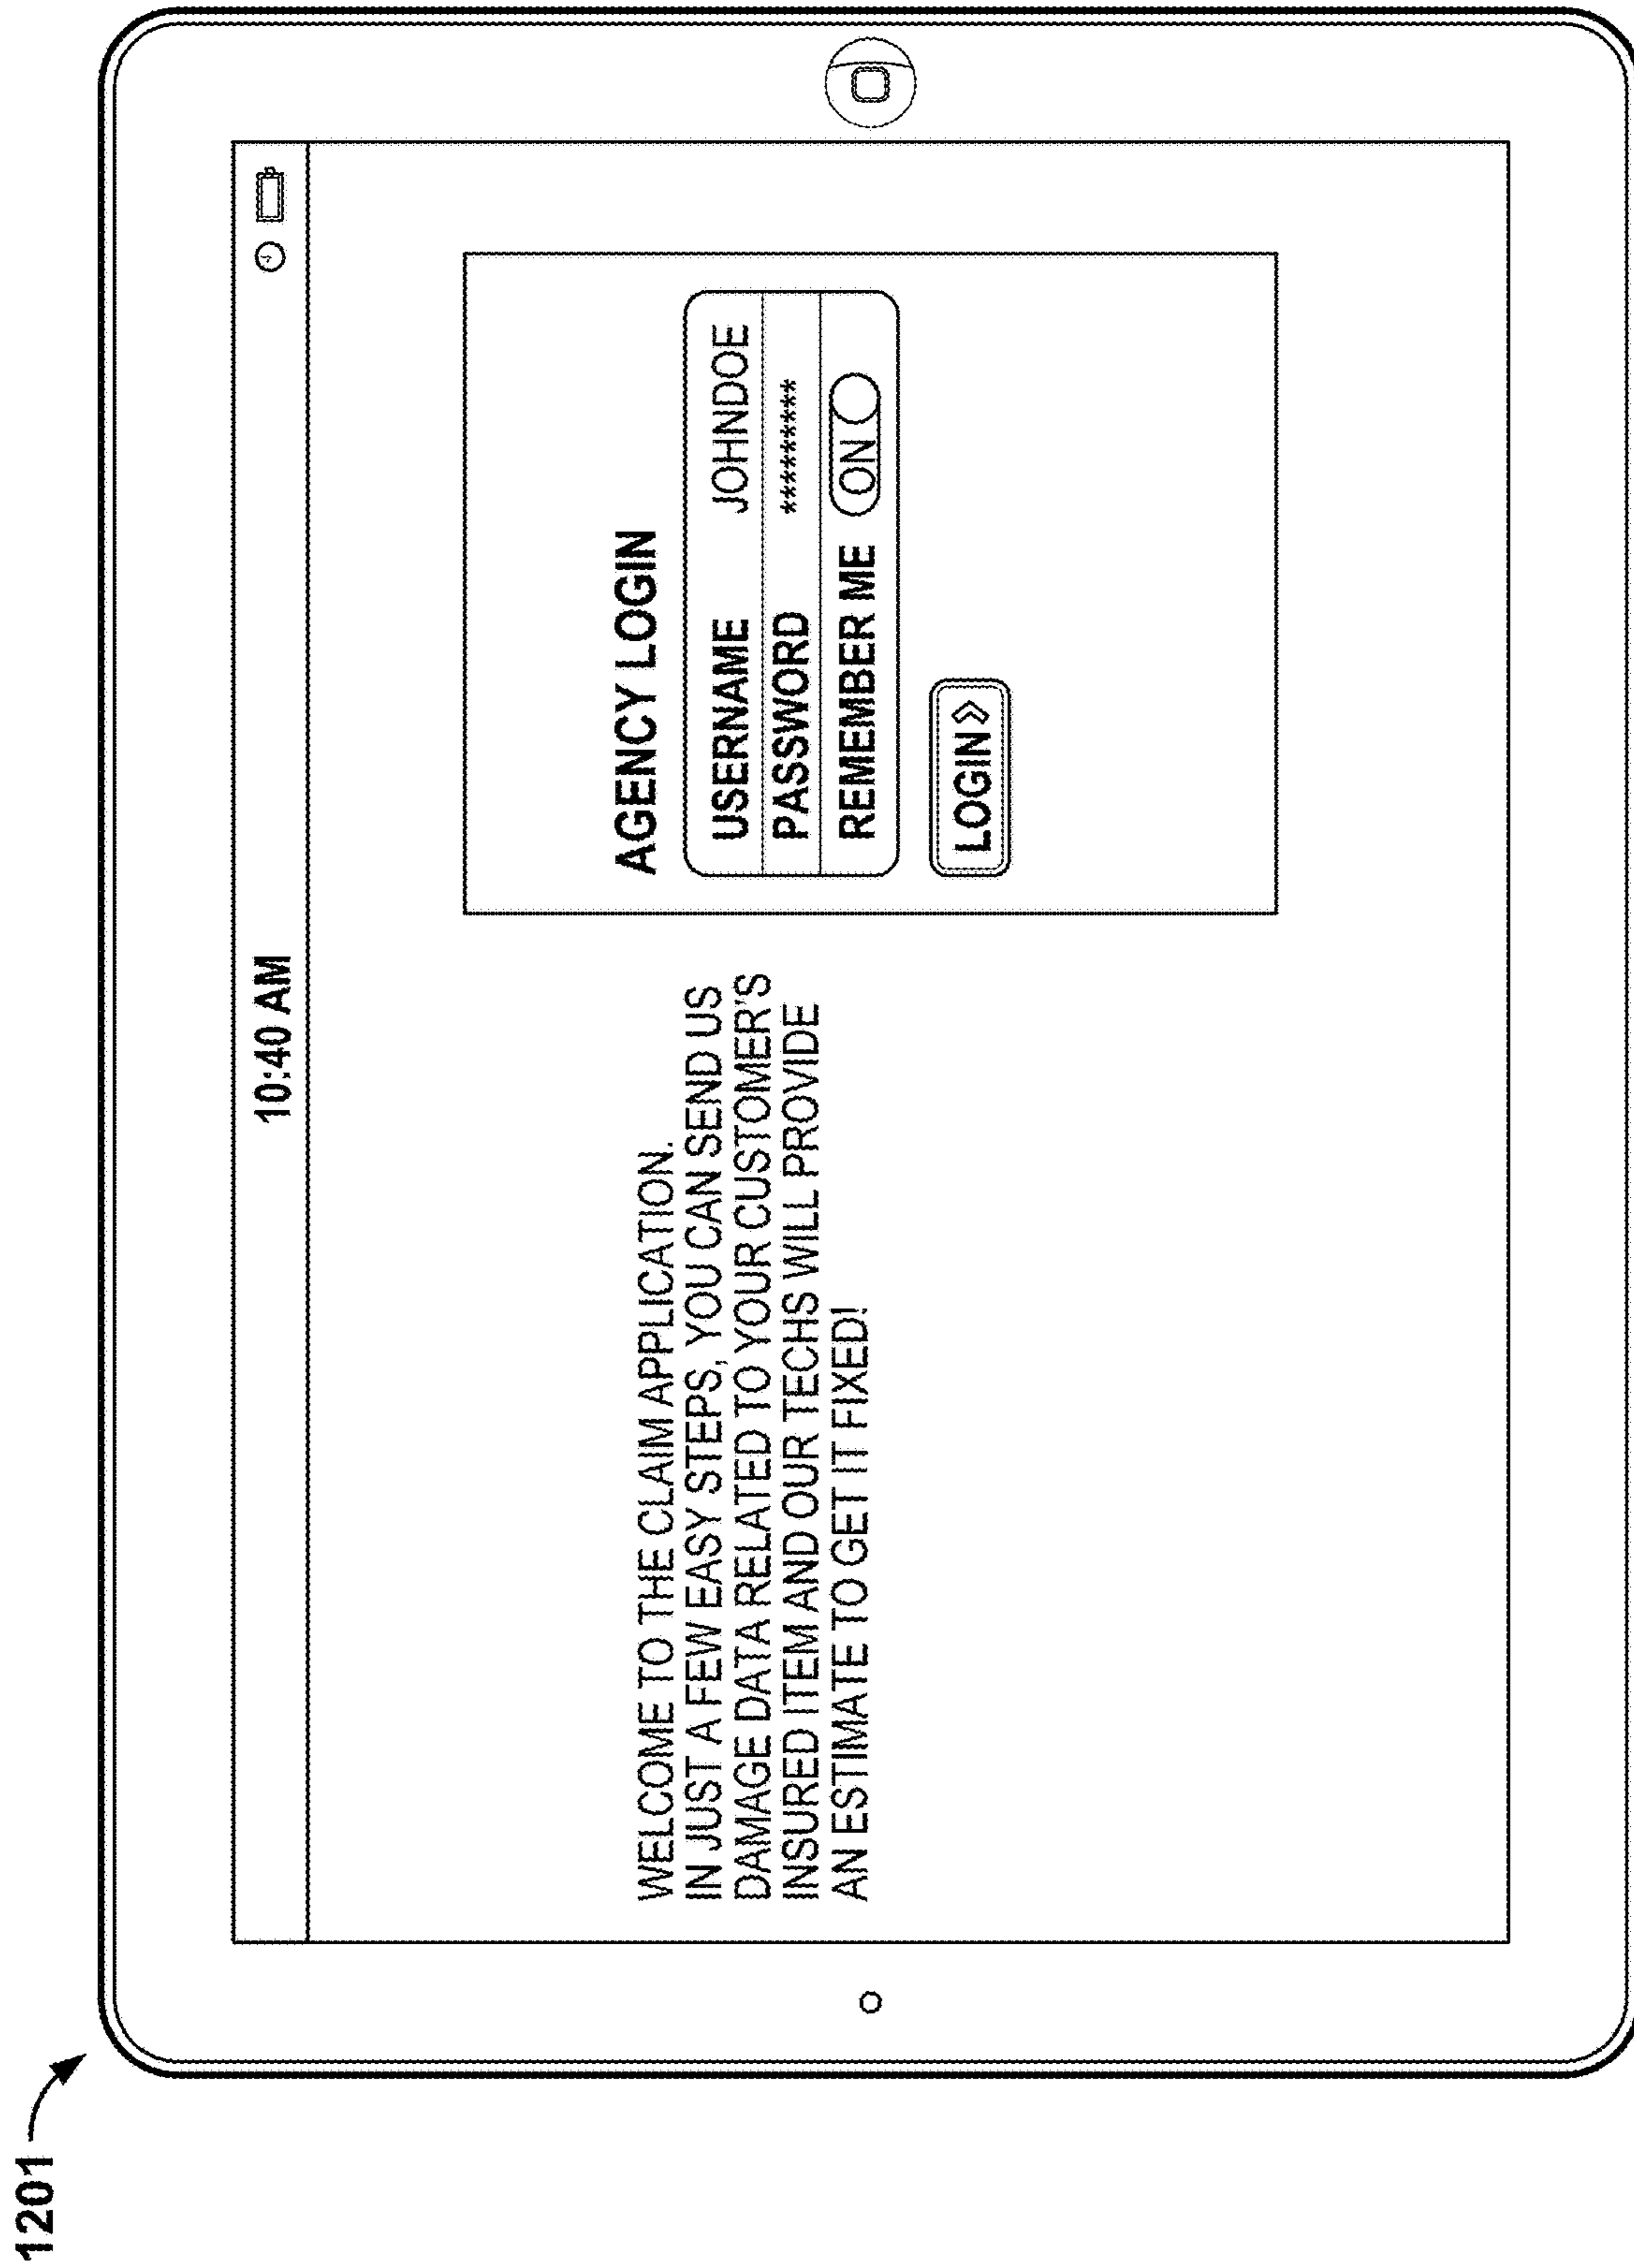 1201
10:40 AM
WELCOME TO THE CLAIM APPLICATION.
IN JUST A FEW EASY STEPS, YOU CAN SEND US
DAMAGE DATA RELATED TO YOUR CUSTOMER'S
INSURED ITEM AND OUR TECHS WILL PROVIDE
AN ESTIMATE TO GET IT FIXED!
AGENCY LOGIN
USERNAME JOHNDOE
PASSWORD ********
REMEMBER ME ON
LOGIN »